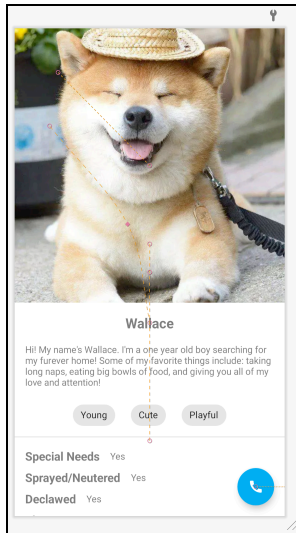 Wallace
Hi! My name's Wallace. I'm a one year old boy searching for
my furever home! Some of my favorite things include: taking
long naps, eating big bowls of food, and giving you all of my
love and attention!
Young Cute Playful
Special Needs Yes
Sprayed/Neutered Yes
Declawed Yes